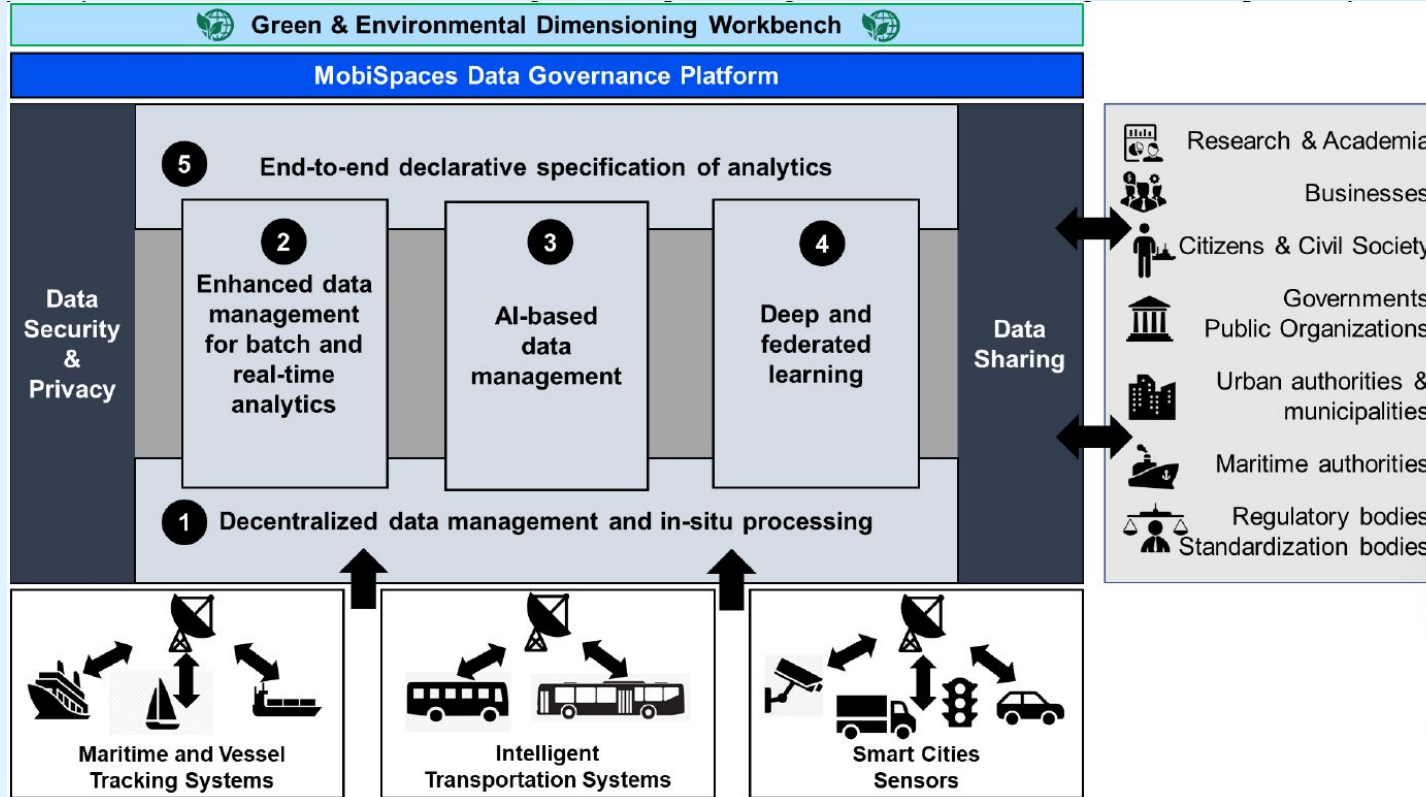 Green & Environmental Dimensioning Workbench
MobiSpaces Data Governance Platform
5
End-to-end declarative specification of analytics
Data
Security
&
Privacy
2
Enhanced data
management
for batch and
real-time
analytics
3
AI-based
data
management
4
Deep and
federated
learning
Data
Sharing
1
Decentralized data management and in-situ processing
Research & Academia
Businesses
Citizens & Civil Society
Governments
Public Organizations
Urban authorities &
municipalities
Maritime authorities
Regulatory bodies
Standardization bodies
Maritime and Vessel
Tracking Systems
Intelligent
Transportation Systems
Smart Cities
Sensors